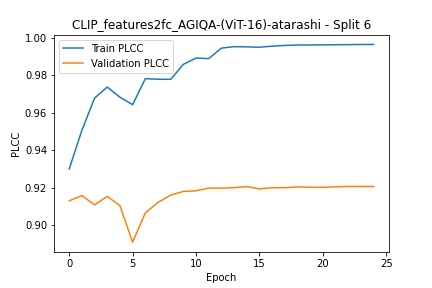 CLIP_features2fc_AGIQA-(ViT-16)-atarashi - Split 6
1.00
0.98
0.96
0.94
0.92
0.90
PLCC
Train PLCC
Validation PLCC
0 5 10 15 20 25
Epoch